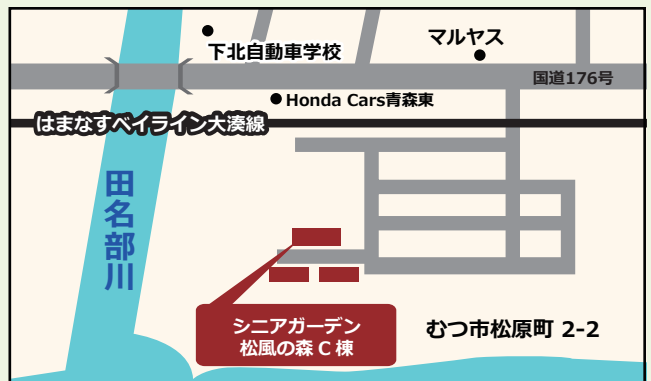 下北自動車学校
マルヤス
国道176号
Honda Cars青森東
はまなすベイライン大湊線
田名部川
シニアガーデン
松風の森 C 棟
むつ市松原町 2-2